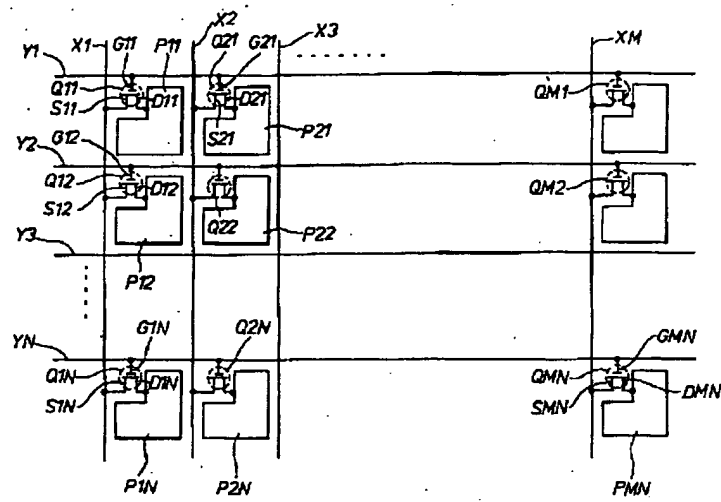 X1 G11 P11 X2 Q21 G21 X3 XM
Y1
Q11 D11 D21 QM1
S11 S21 P21
G12
Y2
Q12 D12 QM2
S12 Q22
Y3 P12 P22
YN G1N Q2N GMN
Q1N D1N QMN
S1N SMN DMN
P1N P2N PMN